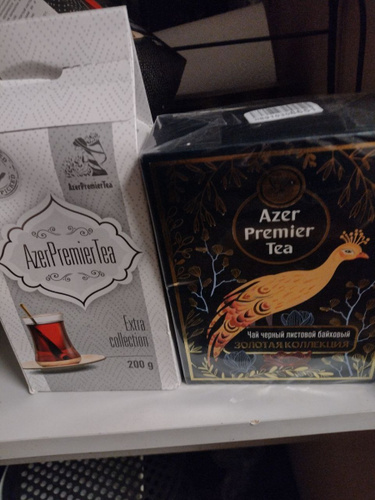 AzerPremierTea
AzerPremierTea
Extra
collection
200 g
Azer
Premier
Tea
Чай черный листовой байховый
ЗОЛОТАЯ КОЛЛЕКЦИЯ